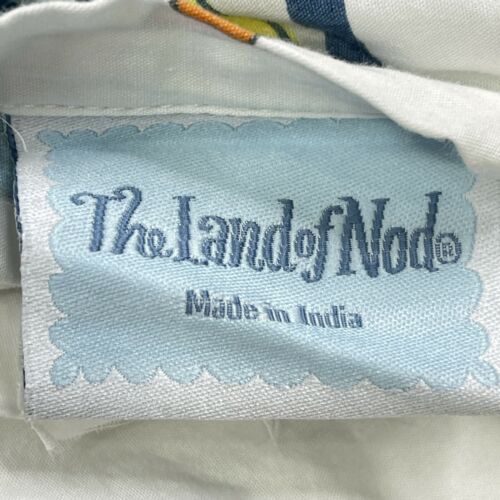 The Land of Nod®
Made in India